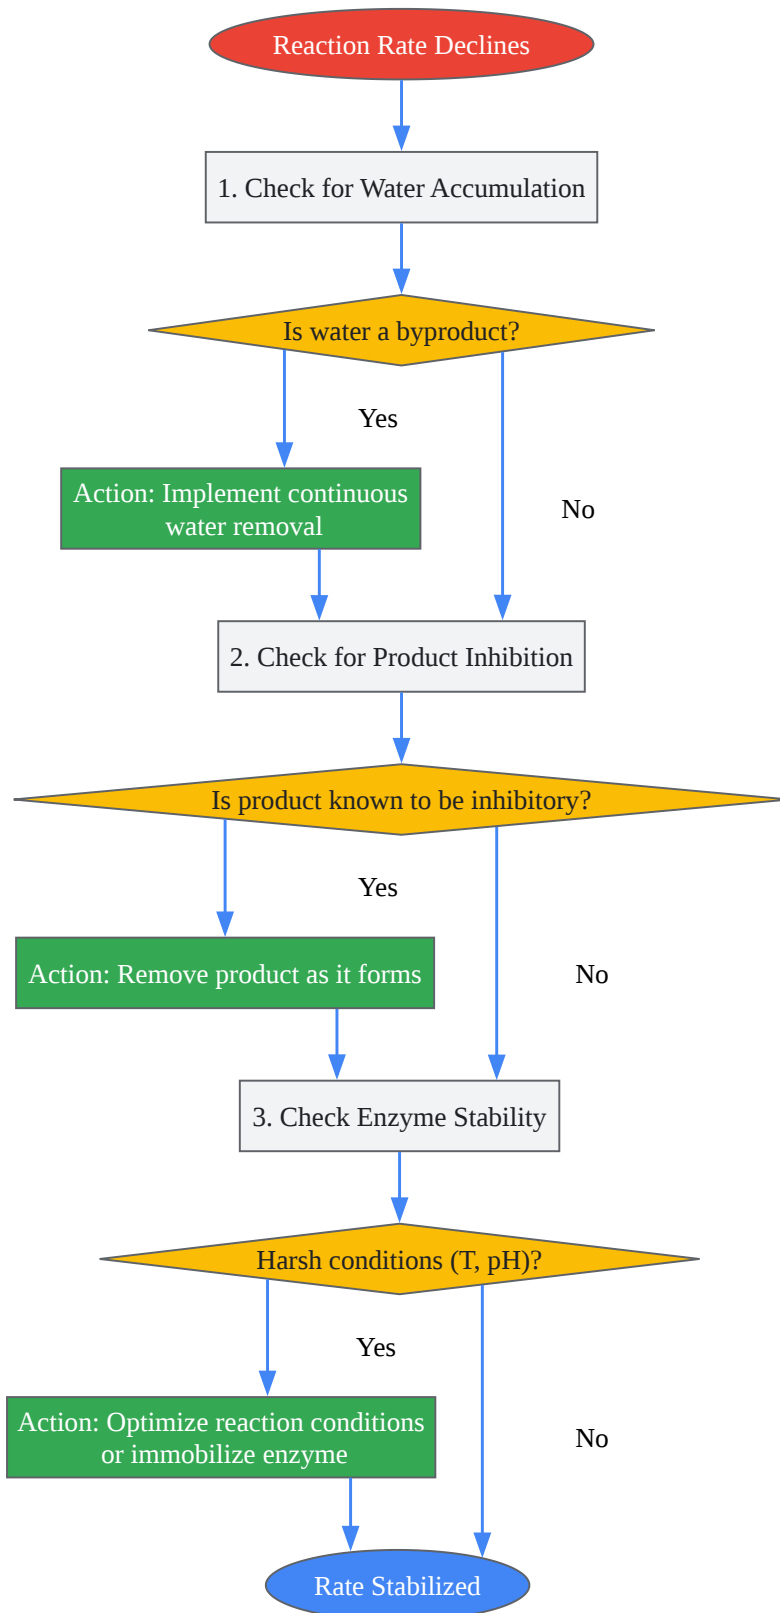 Reaction Rate Declines
1. Check for Water Accumulation
Is water a byproduct?
Yes
Action: Implement continuous
water removal
No
2. Check for Product Inhibition
Is product known to be inhibitory?
Yes
Action: Remove product as it forms
No
3. Check Enzyme Stability
Harsh conditions (T, pH)?
Yes
Action: Optimize reaction conditions
or immobilize enzyme
No
Rate Stabilized